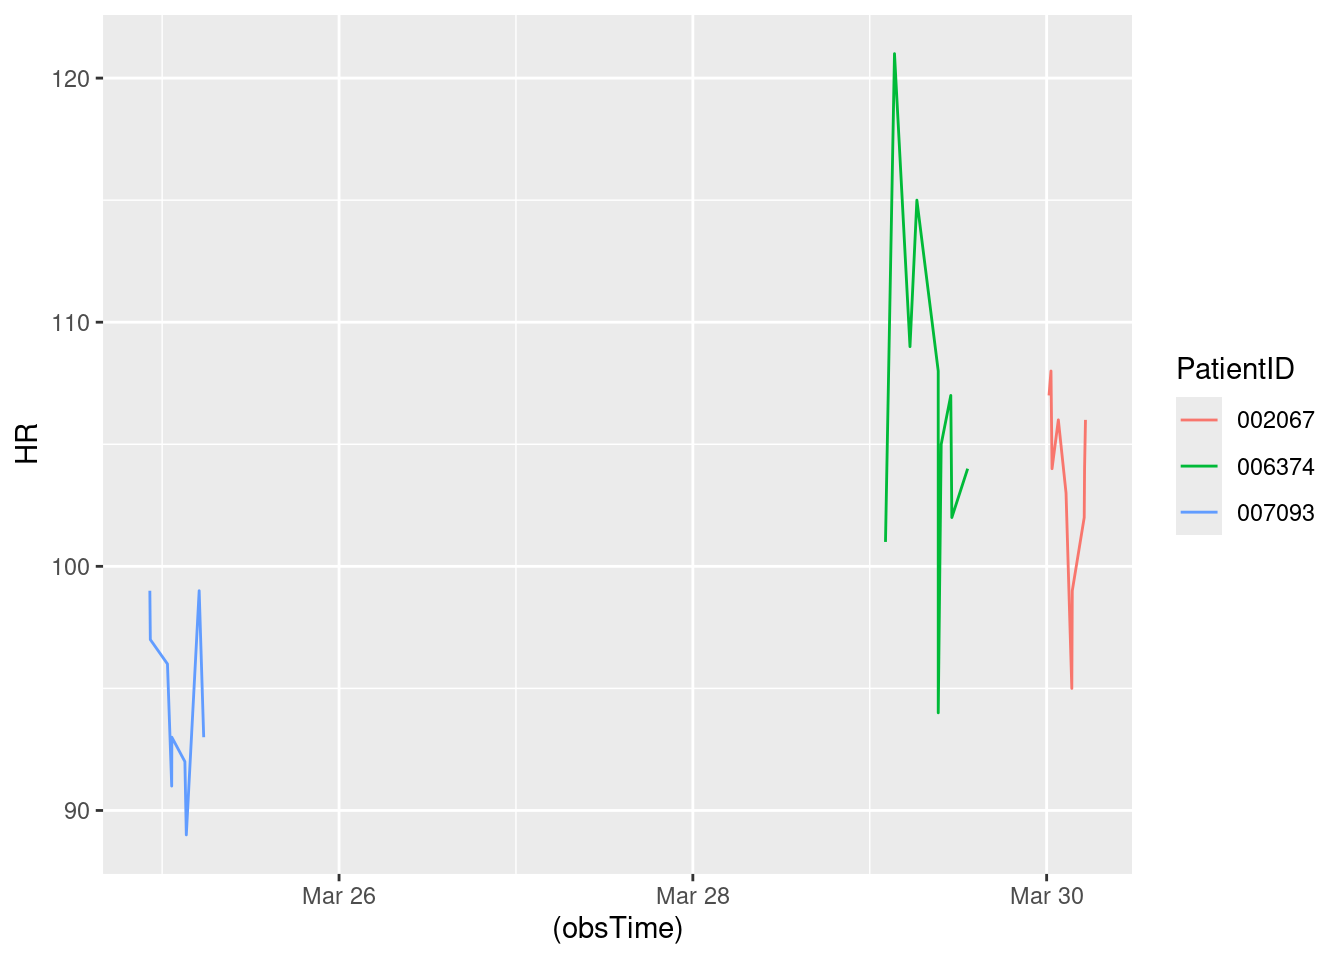 120
110
100
90
HR
Mar 26
Mar 28
Mar 30
(obsTime)
PatientID
002067
006374
007093